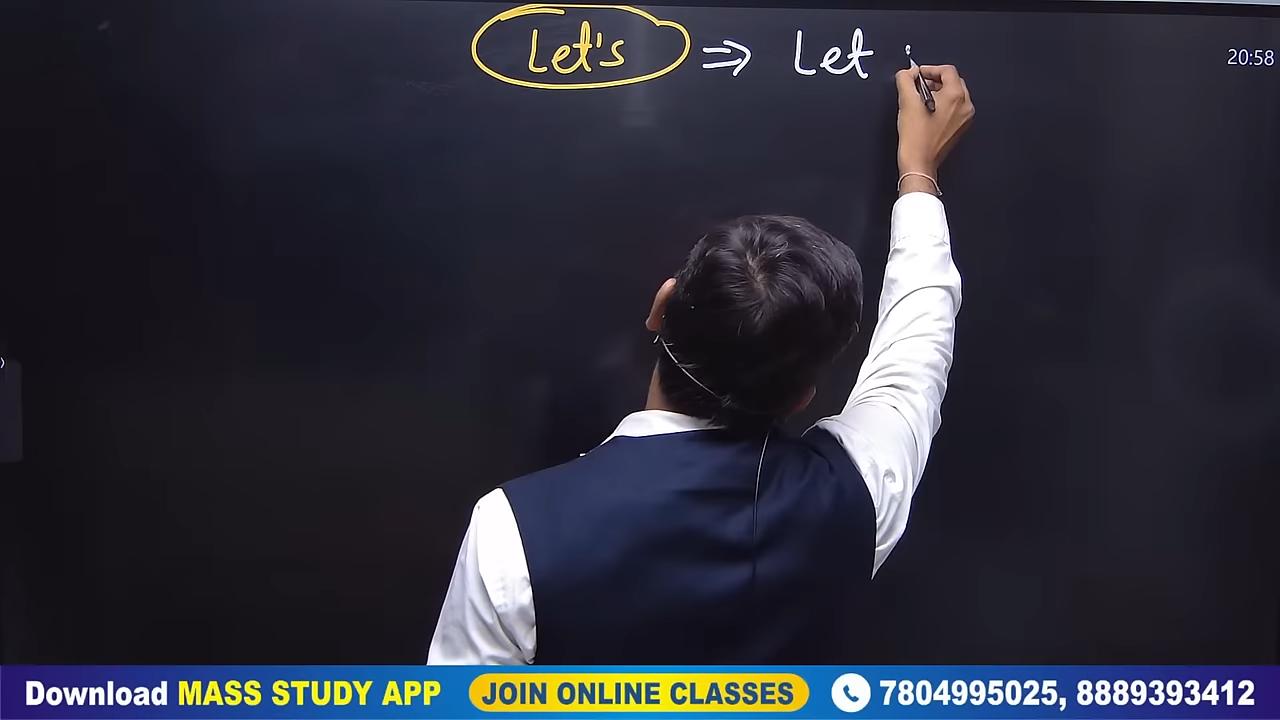 Let's ⇒ Let
20:58
Download MASS STUDY APP JOIN ONLINE CLASSES 7804995025, 8889393412